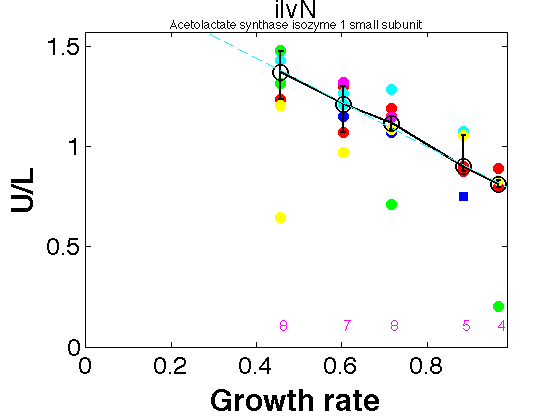 ilvN
Acetolactate synthase isozyme 1 small subunit
1.5
1
0.5
0
U/L
8 7 8 5 4
0 0.2 0.4 0.6 0.8
Growth rate